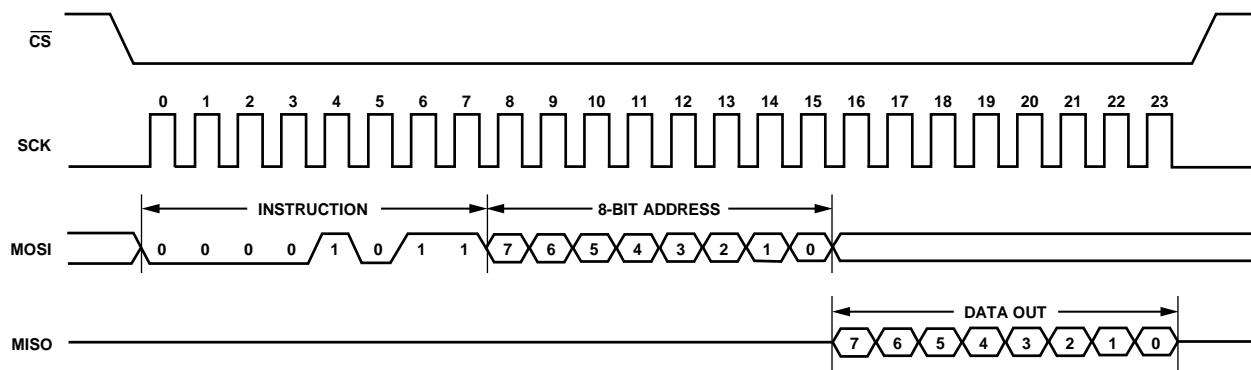 CS
0 1 2 3 4 5 6 7 8 9 10 11 12 13 14 15 16 17 18 19 20 21 22 23
SCK
INSTRUCTION 8-BIT ADDRESS
MOSI 0 0 0 0 1 0 1 1 7 6 5 4 3 2 1 0
DATA OUT
MISO 7 6 5 4 3 2 1 0